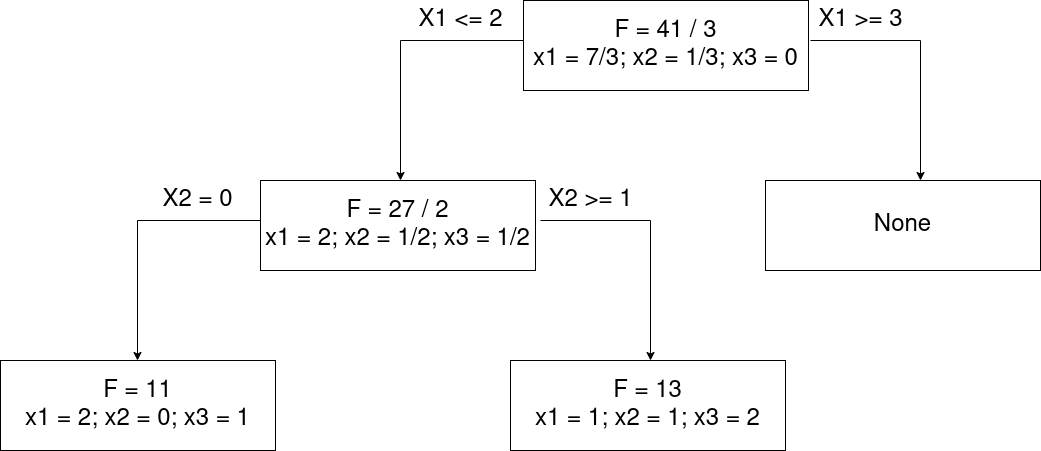 X1 <= 2
F = 41 / 3
x1 = 7/3; x2 = 1/3; x3 = 0
X1 >= 3
X2 = 0
F = 27 / 2
x1 = 2; x2 = 1/2; x3 = 1/2
X2 >= 1
None
F = 11
x1 = 2; x2 = 0; x3 = 1
F = 13
x1 = 1; x2 = 1; x3 = 2